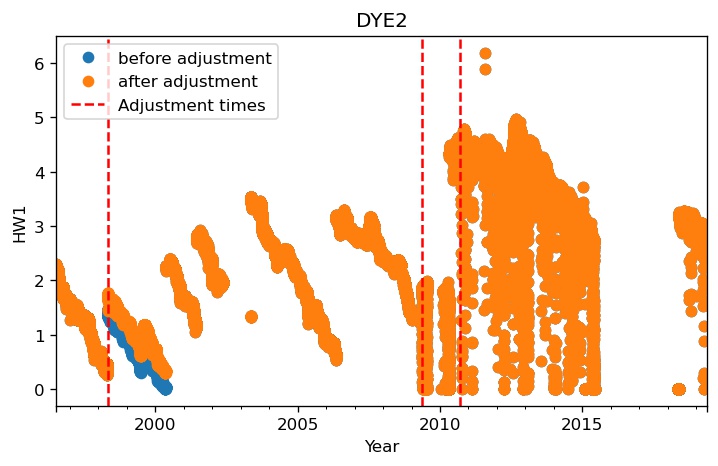 DYE2
before adjustment
after adjustment
Adjustment times
HW1
6
5
4
3
2
1
0
2000
2005
2010
2015
Year